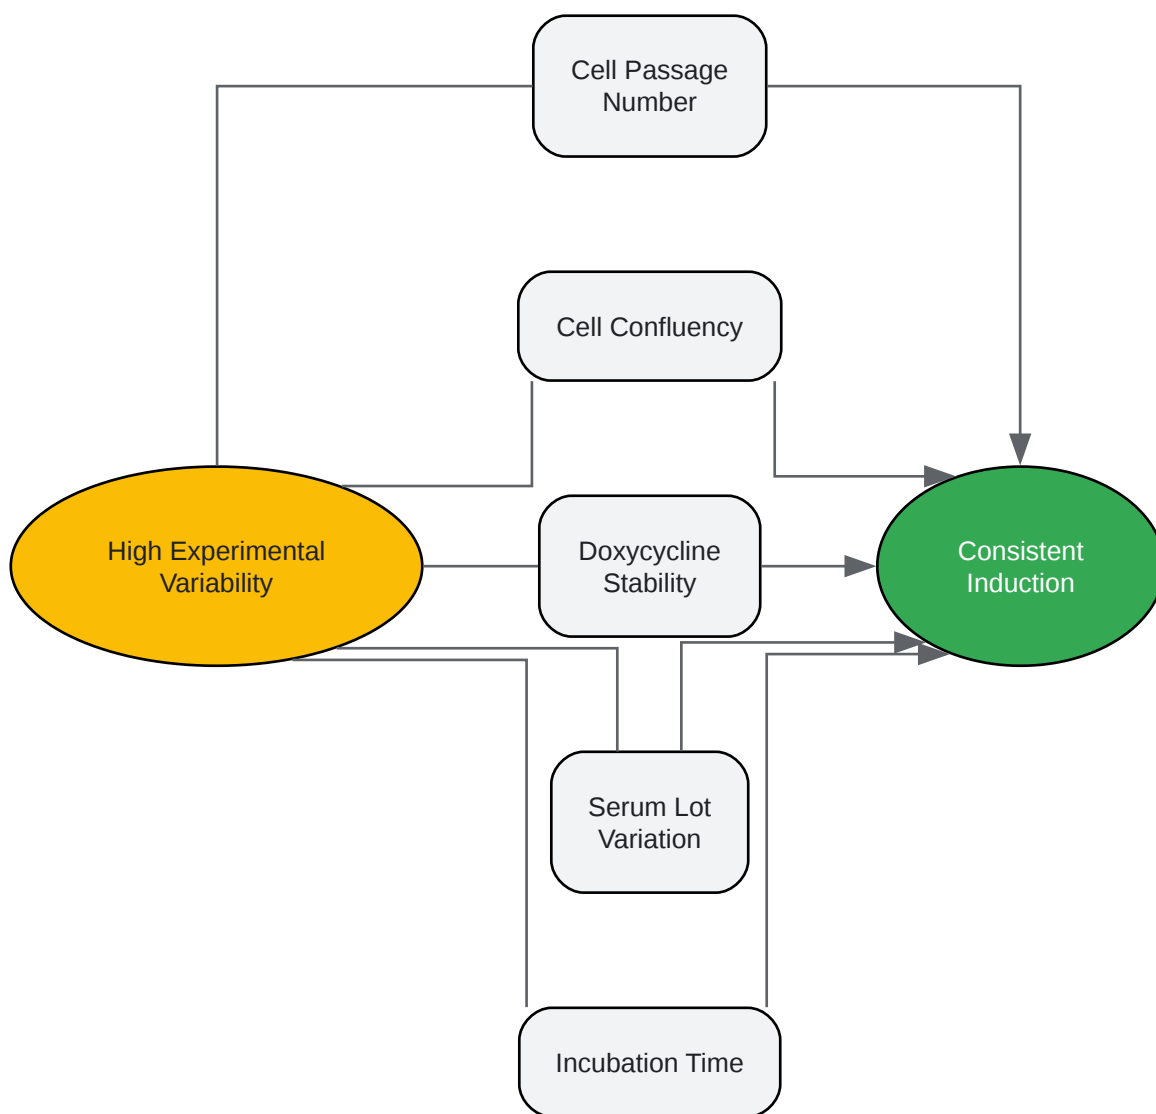 Cell Passage
Number
Cell Confluency
High Experimental
Variability
Doxycycline
Stability
Consistent
Induction
Serum Lot
Variation
Incubation Time